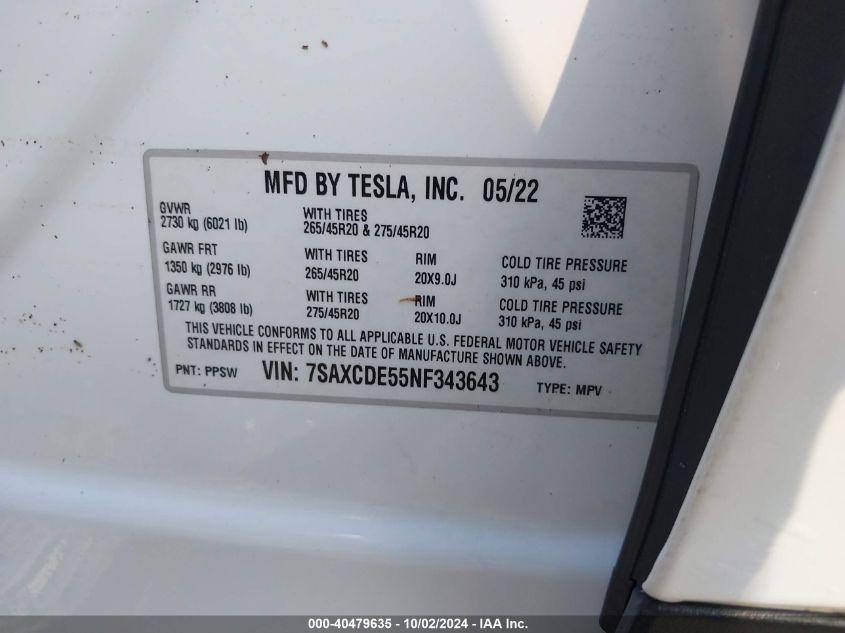 MFD BY TESLA, INC. 05/22
GVWR
2730 kg (6021 lb)
WITH TIRES
265/45R20 & 275/45R20
GAWR FRT
1350 kg (2976 lb)
WITH TIRES
265/45R20
RIM
20X9.0J
COLD TIRE PRESSURE
310 kPa, 45 psi
GAWR RR
1727 kg (3808 lb)
WITH TIRES
275/45R20
RIM
20X10.0J
COLD TIRE PRESSURE
310 kPa, 45 psi
THIS VEHICLE CONFORMS TO ALL APPLICABLE U.S. FEDERAL MOTOR VEHICLE SAFETY
STANDARDS IN EFFECT ON THE DATE OF MANUFACTURE SHOWN ABOVE.
PNT: PPSW VIN: 7SAXCDE55NF343643 TYPE: MPV
000-40479635 - 10/02/2024 - IAA Inc.